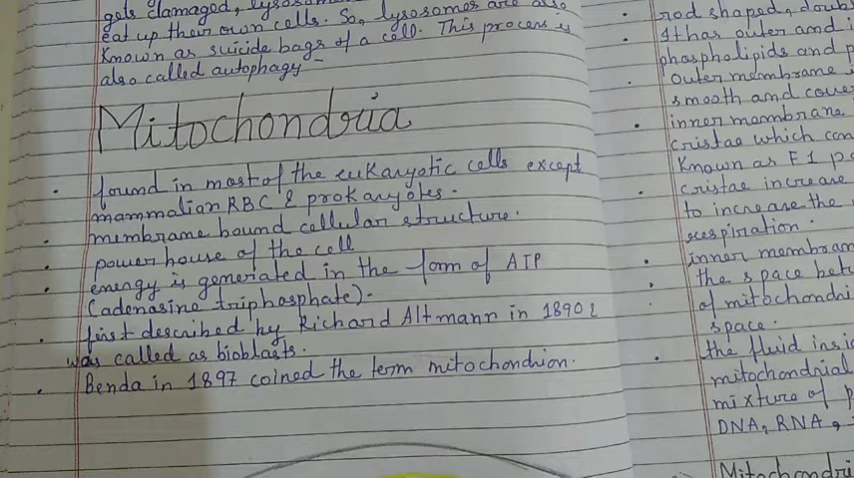 gets damaged, lysosom
eat up their own cells. So, lysosomes are also
Known as suicide bags of a cell. This process is
also called autophagy
Mitochondria
found in most of the eukaryotic cells except
mammalian RBC & prokaryotes.
membrane bound cellular structure.
power house of the cell
energy is generated in the form of ATP
(adenosine triphosphate).
first described by Richard Altmann in 1890 &
was called as bioblasts.
Benda in 1897 coined the term mitochondrion.
rod shaped, doub
It has outer and i
phospholipids and p
outer membrane
smooth and cove
inner membrane
cristae which con
Known as F1 pa
cristae increase
to increase the
respiration.
inner membran
the space bet
of mitochondri
space.
the fluid insi
mitochondrial
mixture of p
DNA, RNA,
Mitochondri